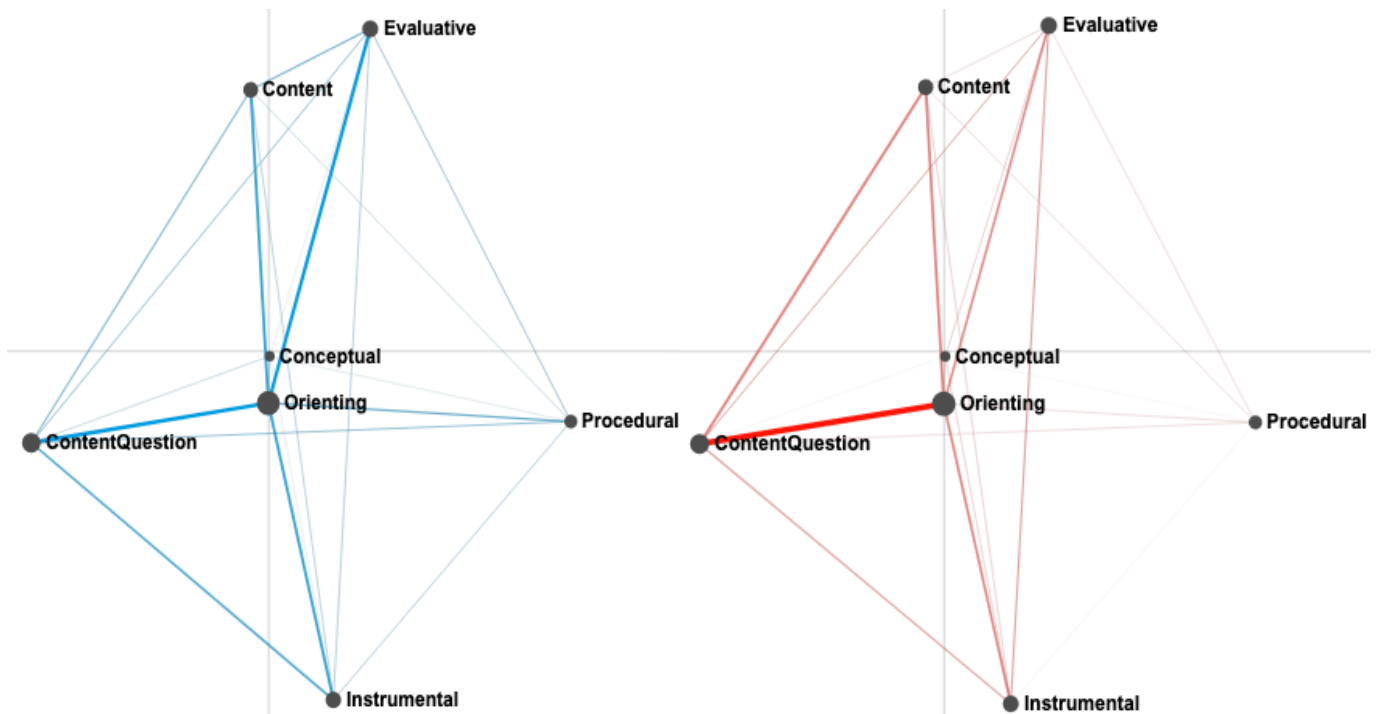 Evaluative
Content
Conceptual
Orienting
Procedural
ContentQuestion
Instrumental
Evaluative
Content
Conceptual
Orienting
Procedural
ContentQuestion
Instrumental